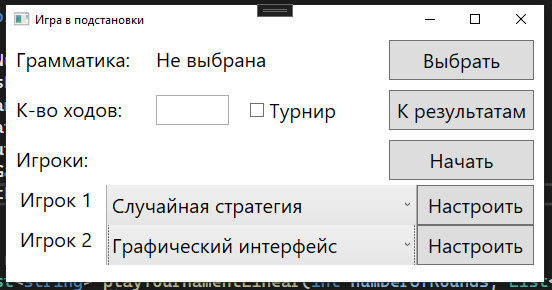 Игра в подстановки
Грамматика: Не выбрана Выбрать
К-во ходов: Турнир К результатам
Игроки: Начать
Игрок 1 Случайная стратегия Настроить
Игрок 2 Графический интерфейс Настроить